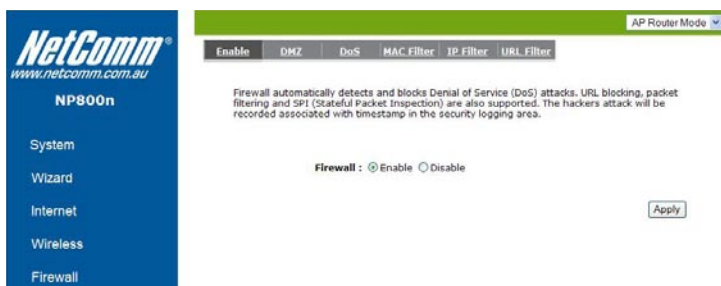 AP Router Mode
NetComm®
www.netcomm.com.au
NP800n
System
Wizard
Internet
Wireless
Firewall
Enable DMZ DoS MAC Filter IP Filter URL Filter
Firewall automatically detects and blocks Denial of Service (DoS) attacks. URL blocking, packet
filtering and SPI (Stateful Packet Inspection) are also supported. The hackers attack will be
recorded associated with timestamp in the security logging area.
Firewall : Enable Disable
Apply